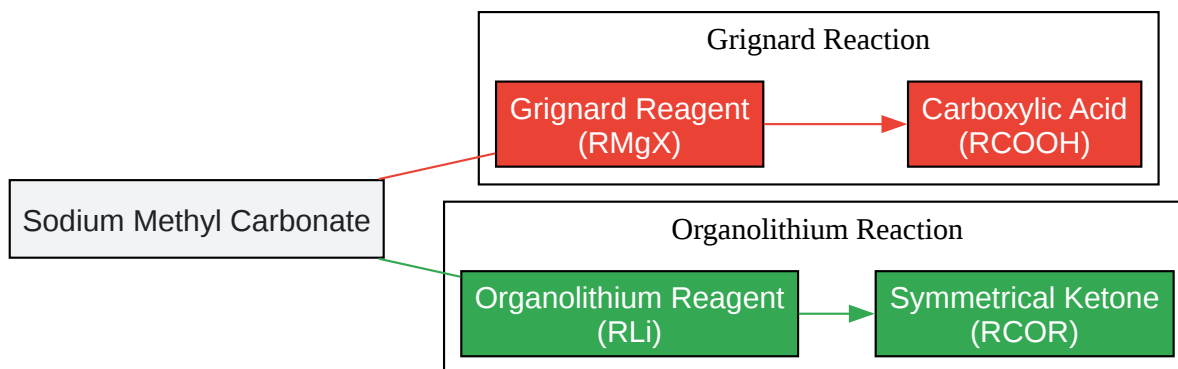 Grignard Reaction
Grignard Reagent
(RMgX)
Carboxylic Acid
(RCOOH)
Sodium Methyl Carbonate
Organolithium Reaction
Organolithium Reagent
(RLi)
Symmetrical Ketone
(RCOR)